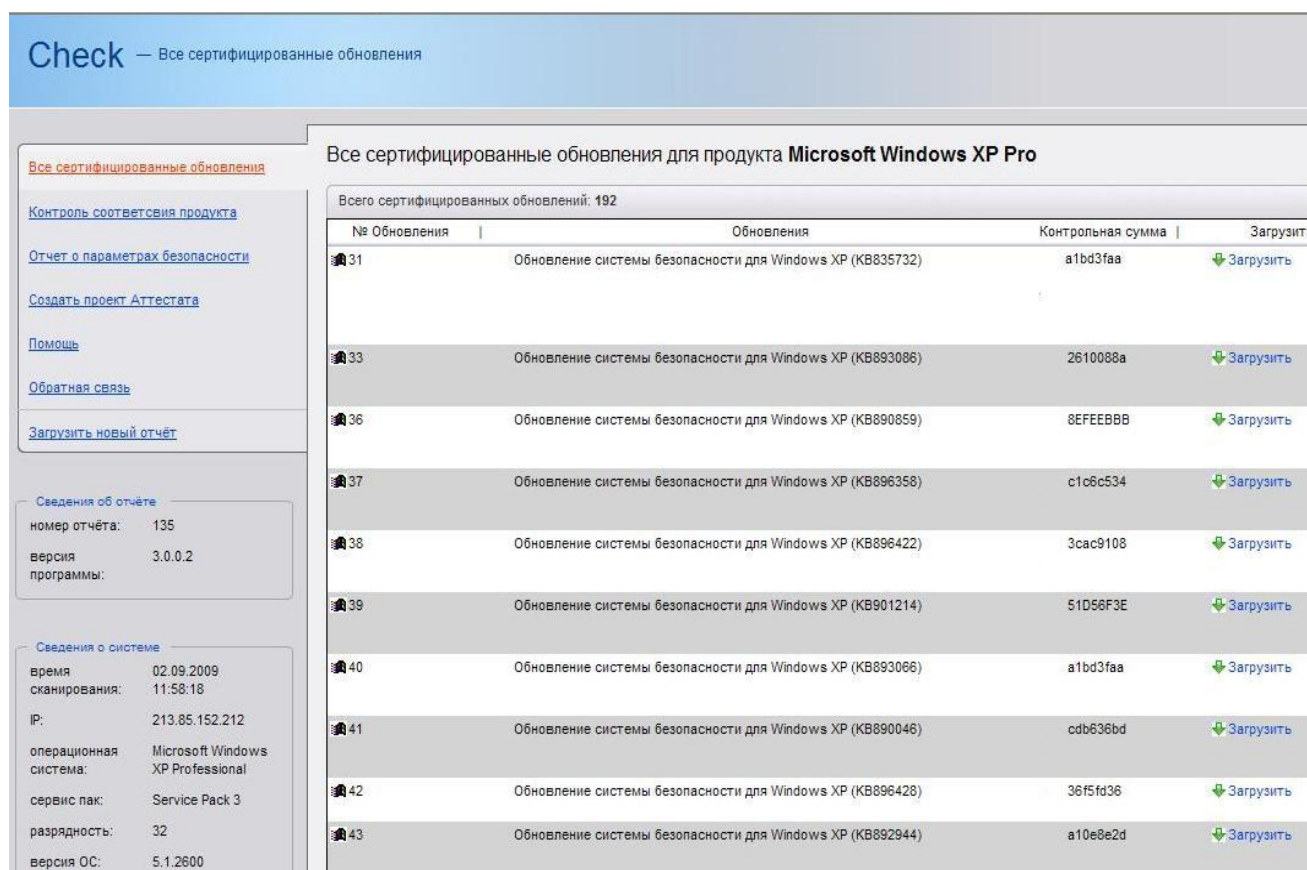 Check — Все сертифицированные обновления
Все сертифицированные обновления
Контроль соответсвия продукта
Отчет о параметрах безопасности
Создать проект Аттестата
Помощь
Обратная связь
Загрузить новый отчёт
Сведения об отчёте
номер отчёта: 135
версия 3.0.0.2
программы:
Сведения о системе
время 02.09.2009
сканирования: 11:58:18
IP: 213.85.152.212
операционная Microsoft Windows
система: XP Professional
сервис пак: Service Pack 3
разрядность: 32
версия ОС: 5.1.2600
Все сертифицированные обновления для продукта Microsoft Windows XP Pro
Всего сертифицированных обновлений: 192
№ Обновления | Обновления Контрольная сумма | Загрузит
31 Обновление системы безопасности для Windows XP (KB835732) a1bd3faa Загрузить
33 Обновление системы безопасности для Windows XP (KB893086) 2610088a Загрузить
36 Обновление системы безопасности для Windows XP (KB890859) 8EFEEBBB Загрузить
37 Обновление системы безопасности для Windows XP (KB896358) c1c6c534 Загрузить
38 Обновление системы безопасности для Windows XP (KB896422) 3cac9108 Загрузить
39 Обновление системы безопасности для Windows XP (KB901214) 51D56F3E Загрузить
40 Обновление системы безопасности для Windows XP (KB893066) a1bd3faa Загрузить
41 Обновление системы безопасности для Windows XP (KB890046) cdb636bd Загрузить
42 Обновление системы безопасности для Windows XP (KB896428) 36f5fd36 Загрузить
43 Обновление системы безопасности для Windows XP (KB892944) a10e8e2d Загрузить